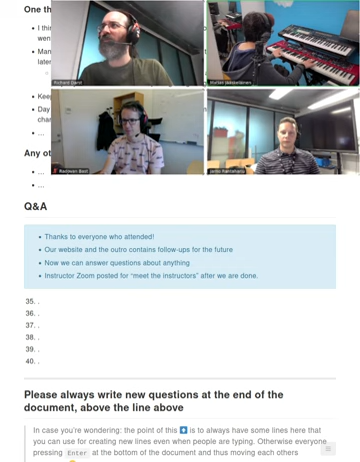 One th
I thi
wen
Man
later
Keep
Day
char
...
Any ot
...
...
Richard Darst
Radovan Bast
Q&A
Thanks to everyone who attended!
Our website and the outro contains follow-ups for the future
Now we can answer questions about anything
Instructor Zoom posted for “meet the instructors” after we are done.
35. .
36. .
37. .
38. .
39. .
40. .
Please always write new questions at the end of the
document, above the line above
In case you're wondering: the point of this is to always have some lines here that
you can use for creating new lines even when people are typing. Otherwise everyone
pressing Enter at the bottom of the document and thus moving each others